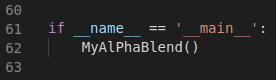 60
61 if __name__ == '__main__':
62     MyAlPhaBlend()
63